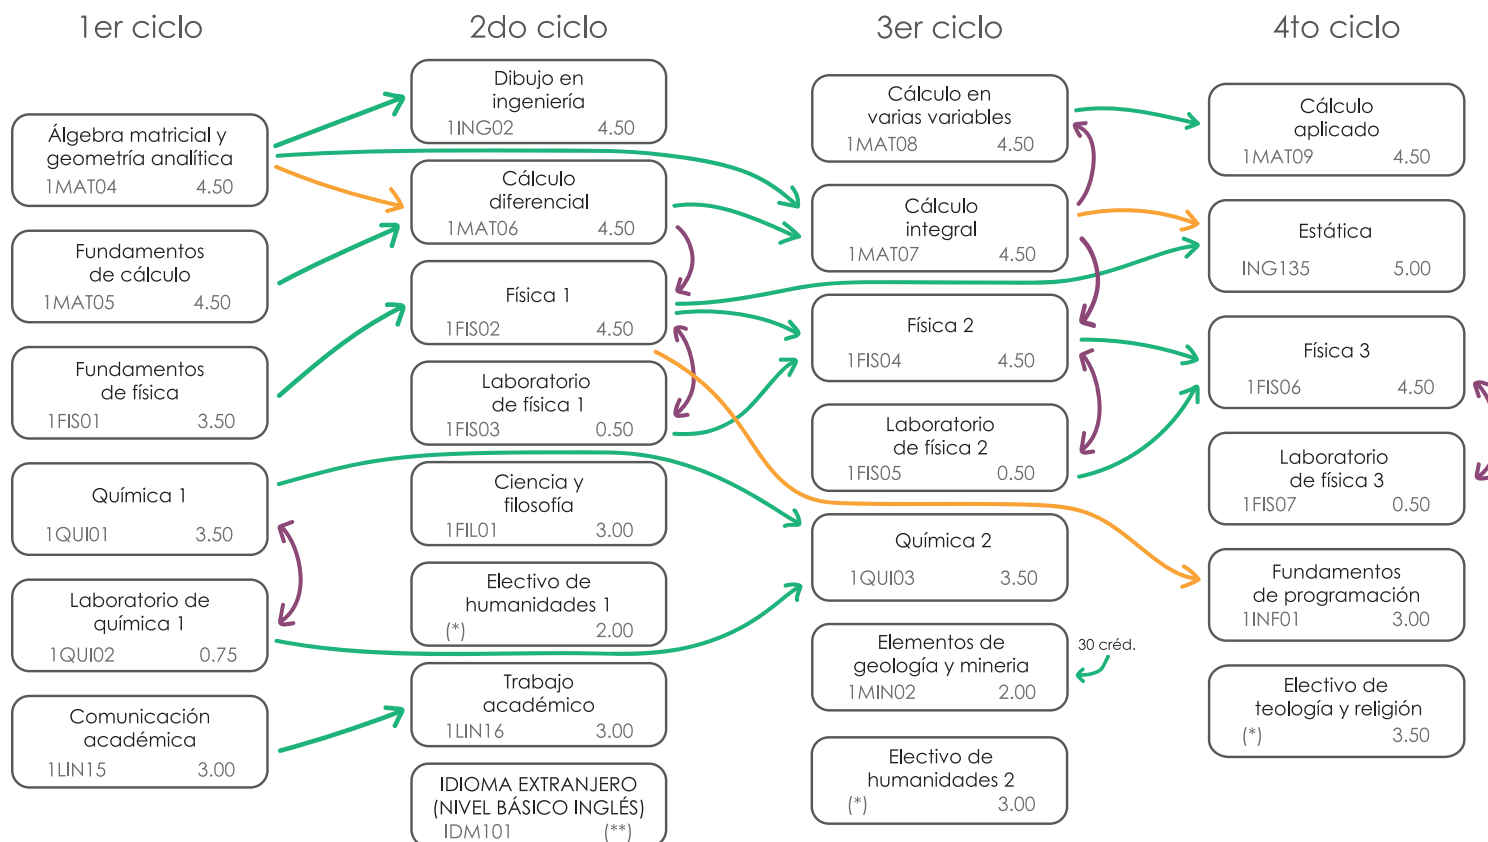 1er ciclo
Álgebra matricial y
geometría analítica
1MAT04 4.50
Fundamentos
de cálculo
1MAT05 4.50
Fundamentos
de física
1FIS01 3.50
Química 1
1QUI01 3.50
Laboratorio de
química 1
1QUI02 0.75
Comunicación
académica
1LIN15 3.00
2do ciclo
Dibujo en
ingeniería
1ING02 4.50
Cálculo
diferencial
1MAT06 4.50
Física 1
1FIS02 4.50
Laboratorio
de física 1
1FIS03 0.50
Ciencia y
filosofía
1FIL01 3.00
Electivo de
humanidades 1
(*) 2.00
Trabajo
académico
1LIN16 3.00
IDIOMA EXTRANJERO
(NIVEL BÁSICO INGLÉS)
IDM101 (**)
3er ciclo
Cálculo en
varias variables
1MAT08 4.50
Cálculo
integral
1MAT07 4.50
Física 2
1FIS04 4.50
Laboratorio
de física 2
1FIS05 0.50
Química 2
1QUI03 3.50
Elementos de
geología y mineria
1MIN02 2.00
30 créd.
Electivo de
humanidades 2
(*) 3.00
4to ciclo
Cálculo
aplicado
1MAT09 4.50
Estática
ING135 5.00
Física 3
1FIS06 4.50
Laboratorio
de física 3
1FIS07 0.50
Fundamentos
de programación
1INF01 3.00
Electivo de
teología y religión
(*) 3.50